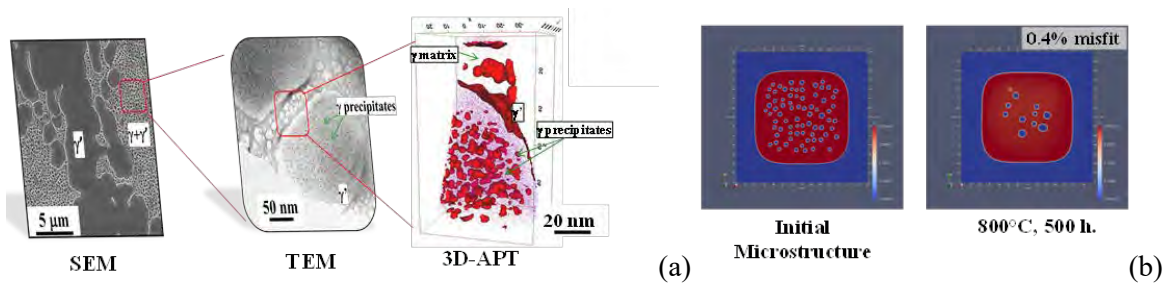 γ'
γ+γ'
5 μm
SEM
γ precipitates
γ'
50 nm
TEM
γ matrix
γ'
γ precipitates
20 nm
3D-APT
(a)
Initial
Microstructure
0.4% misfit
800°C, 500 h.
(b)